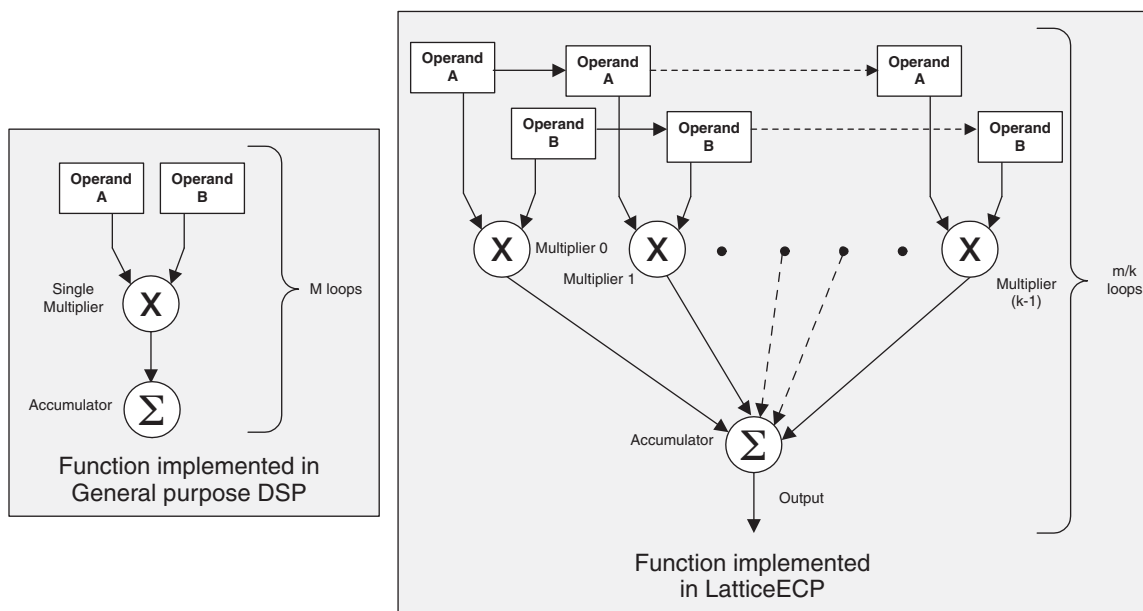 Operand
A
Operand
B
Single
Multiplier
X
M loops
Accumulator
Σ
Function implemented in
General purpose DSP
Operand
A
Operand
A
Operand
A
Operand
B
Operand
B
Operand
B
X
Multiplier 0
X
Multiplier 1
X
Multiplier
(k-1)
m/k
loops
Accumulator
Σ
Output
Function implemented
in LatticeECP